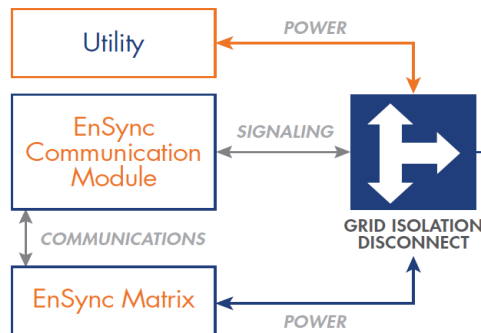 POWER
Utility
EnSync
Communication
Module
SIGNALING
GRID ISOLATION
DISCONNECT
COMMUNICATIONS
EnSync Matrix
POWER